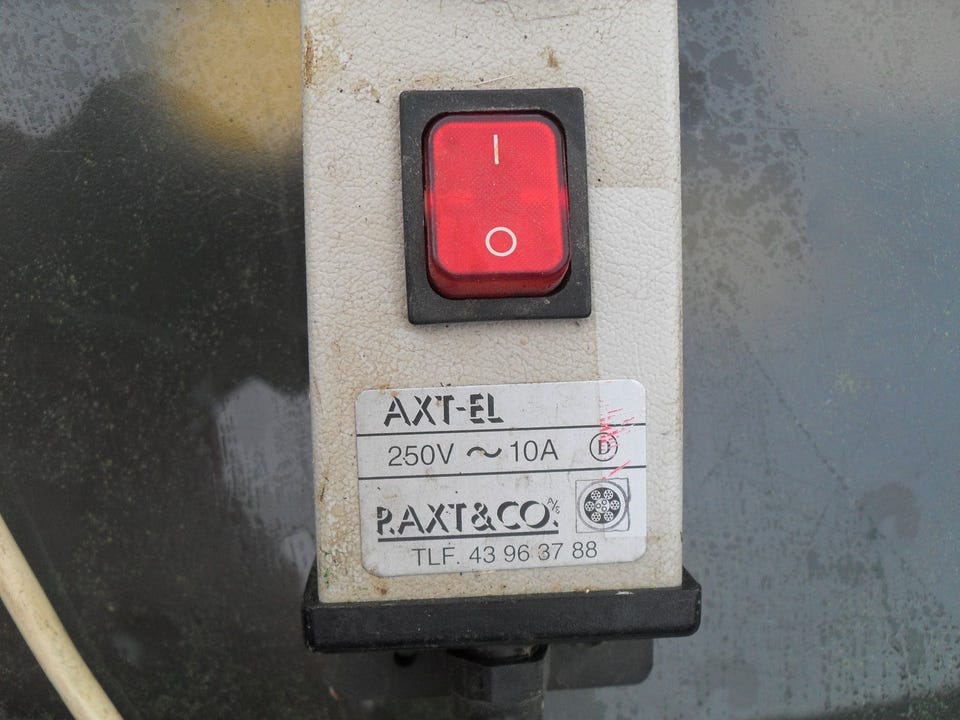 I
O
AXT-EL
250V ~ 10A D
P. AXT & CO. A/S
TLF. 43 96 37 88